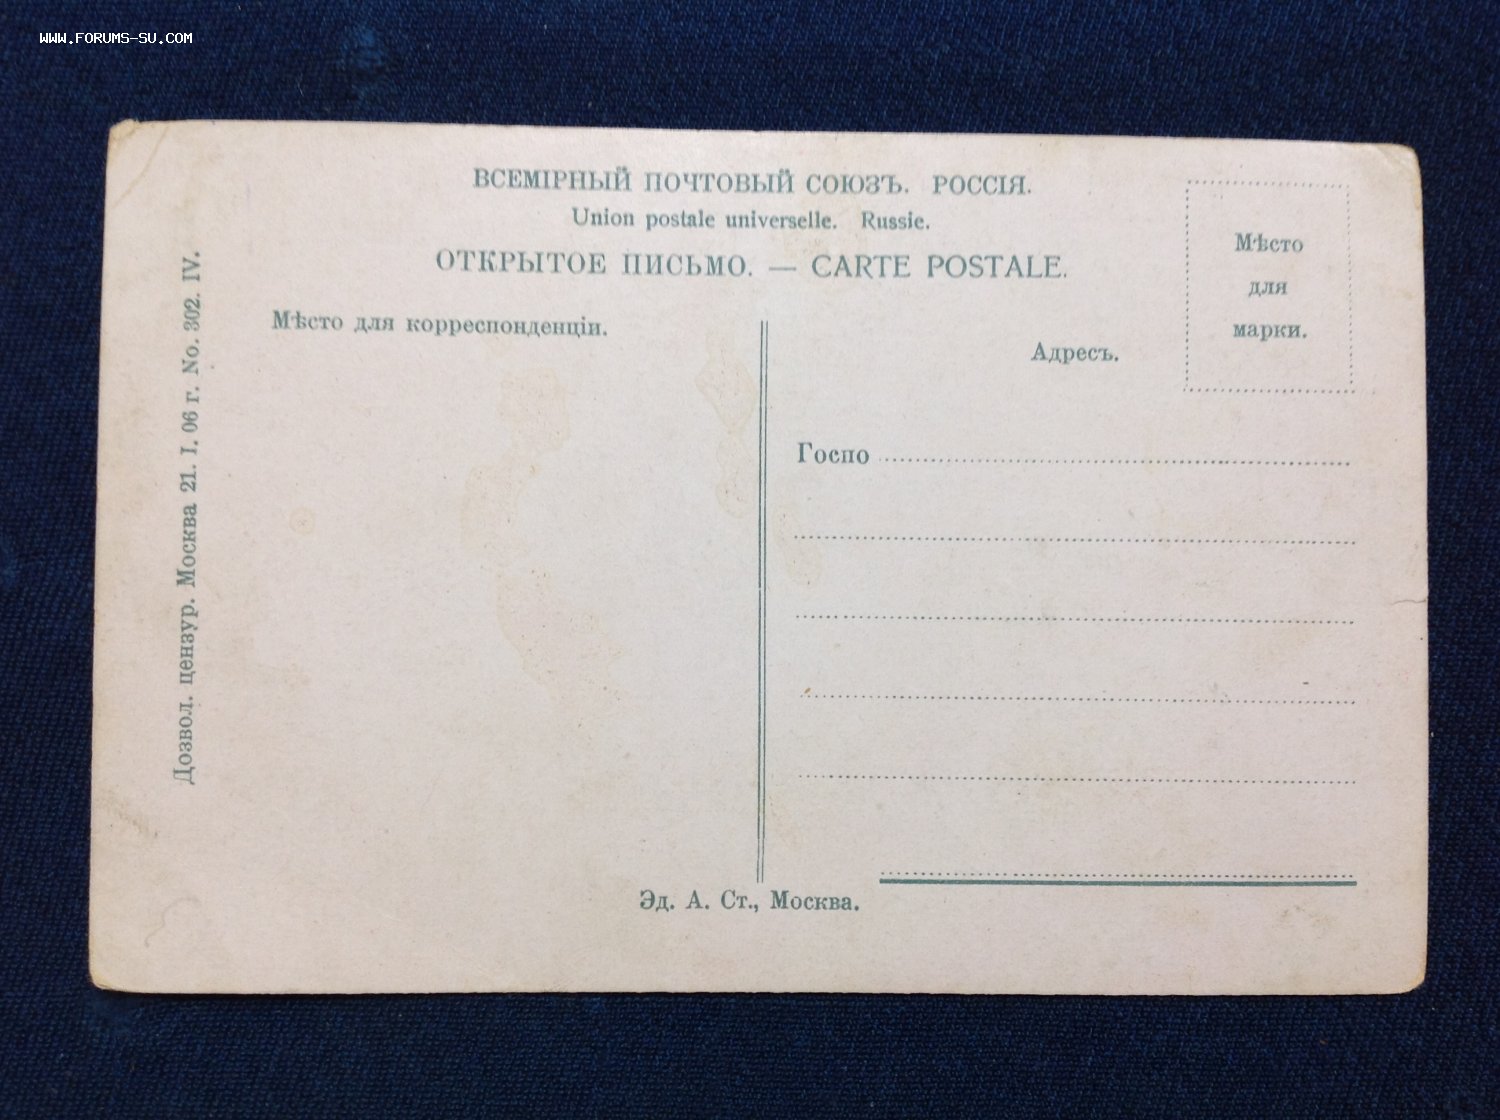 WWW.FORUMS-SU.COM
ВСЕМІРНЫЙ ПОЧТОВЫЙ СОЮЗЪ. РОССІЯ.
Union postale universelle. Russie.
ОТКРЫТОЕ ПИСЬМО. — CARTE POSTALE.
Мѣсто
для
марки.
Мѣсто для корреспонденціи.
Адресъ.
Госпо
Дозвол. цензур. Москва 21. I. 06 г. No. 302. IV.
Эд. А. Ст., Москва.